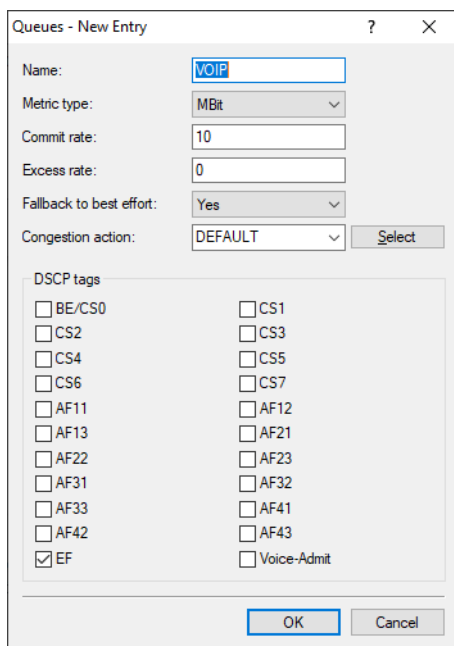 Queues - New Entry ? ×
Name: VOIP
Metric type: MBit
Commit rate: 10
Excess rate: 0
Fallback to best effort: Yes
Congestion action: DEFAULT Select
DSCP tags
BE/CS0 CS1
CS2 CS3
CS4 CS5
CS6 CS7
AF11 AF12
AF13 AF21
AF22 AF23
AF31 AF32
AF33 AF41
AF42 AF43
EF Voice-Admit
OK Cancel